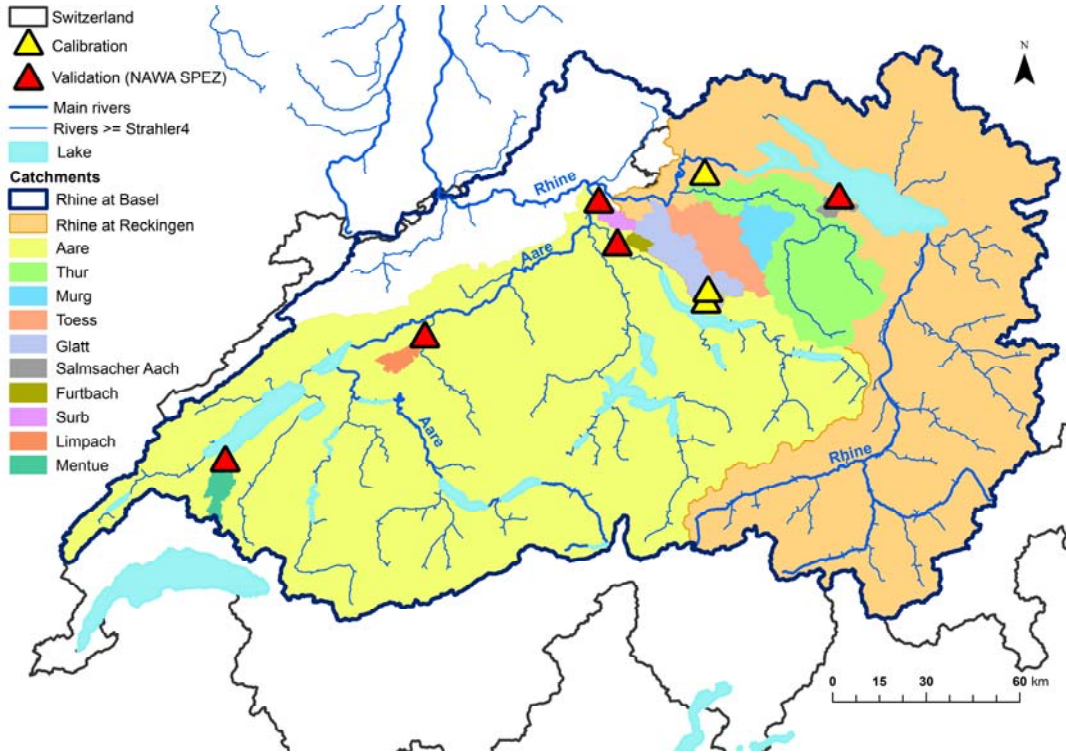 Switzerland
Calibration
Validation (NAWA SPEZ)
Main rivers
Rivers >= Strahler4
Lake
Catchments
Rhine at Basel
Rhine at Reckingen
Aare
Thur
Murg
Toess
Glatt
Salmsacher Aach
Furtbach
Surb
Limpach
Mentue
N
Rhine
Aare
Aare
Rhine
0 15 30 60 km